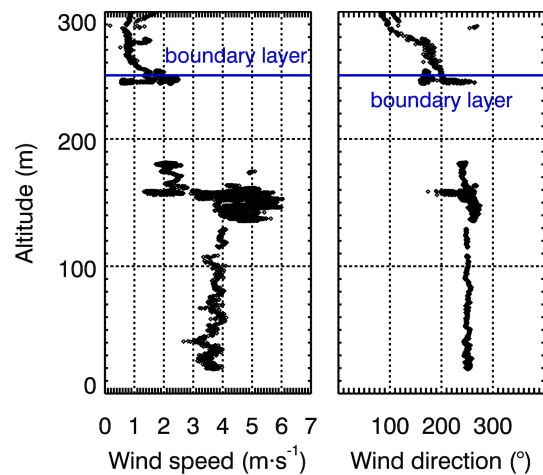 300
200
100
0
Altitude (m)
boundary layer
0 1 2 3 4 5 6 7
Wind speed (m·s⁻¹)
boundary layer
100 200 300
Wind direction (°)